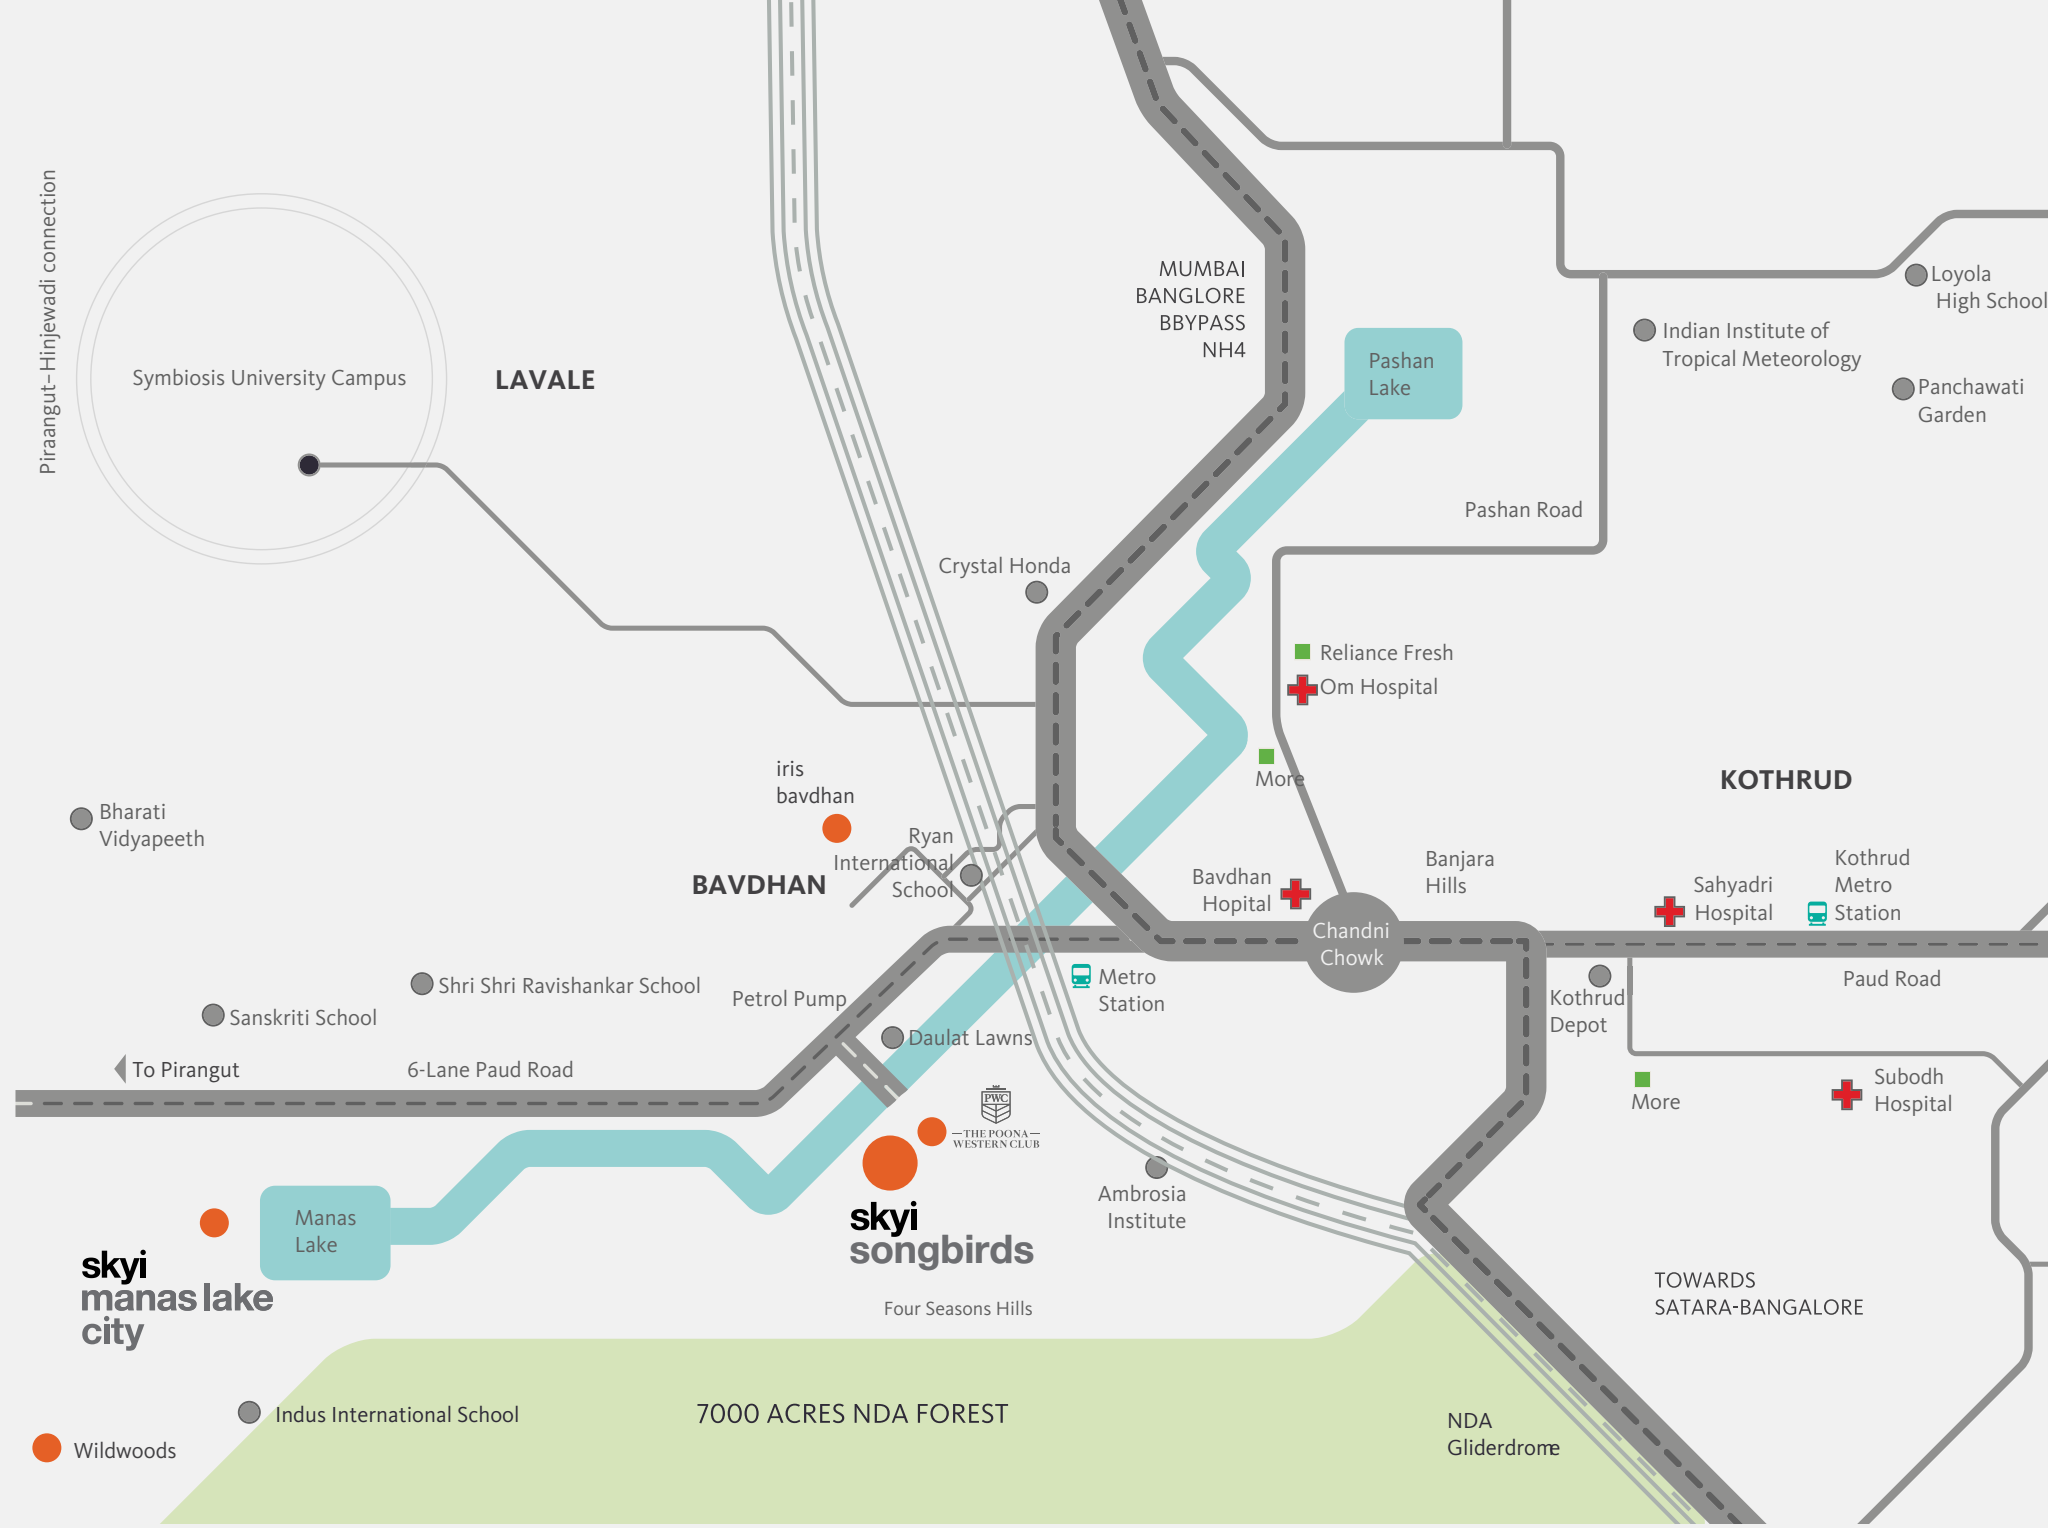 Piraangut-Hinjewadi connection
Symbiosis University Campus
LAVALE
MUMBAI
BANGLORE
BBYPASS
NH4
Pashan
Lake
Loyola
High School
Indian Institute of
Tropical Meteorology
Panchawati
Garden
Pashan Road
Crystal Honda
Reliance Fresh
Om Hospital
More
KOTHRUD
iris
bavdhan
Bharati
Vidyapeeth
Ryan
International
School
BAVDHAN
Bavdhan
Hopital
Banjara
Hills
Chandni
Chowk
Sahyadri
Hospital
Kothrud
Metro
Station
Paud Road
Metro
Station
Kothrud
Depot
Shri Shri Ravishankar School
Sanskriti School
Petrol Pump
Daulat Lawns
To Pirangut
6-Lane Paud Road
PWC
THE POONA
WESTERN CLUB
More
Subodh
Hospital
Ambrosia
Institute
Manas
Lake
skyi
manas lake
city
skyi
songbirds
Four Seasons Hills
TOWARDS
SATARA-BANGALORE
7000 ACRES NDA FOREST
NDA
Gliderdrome
Indus International School
Wildwoods